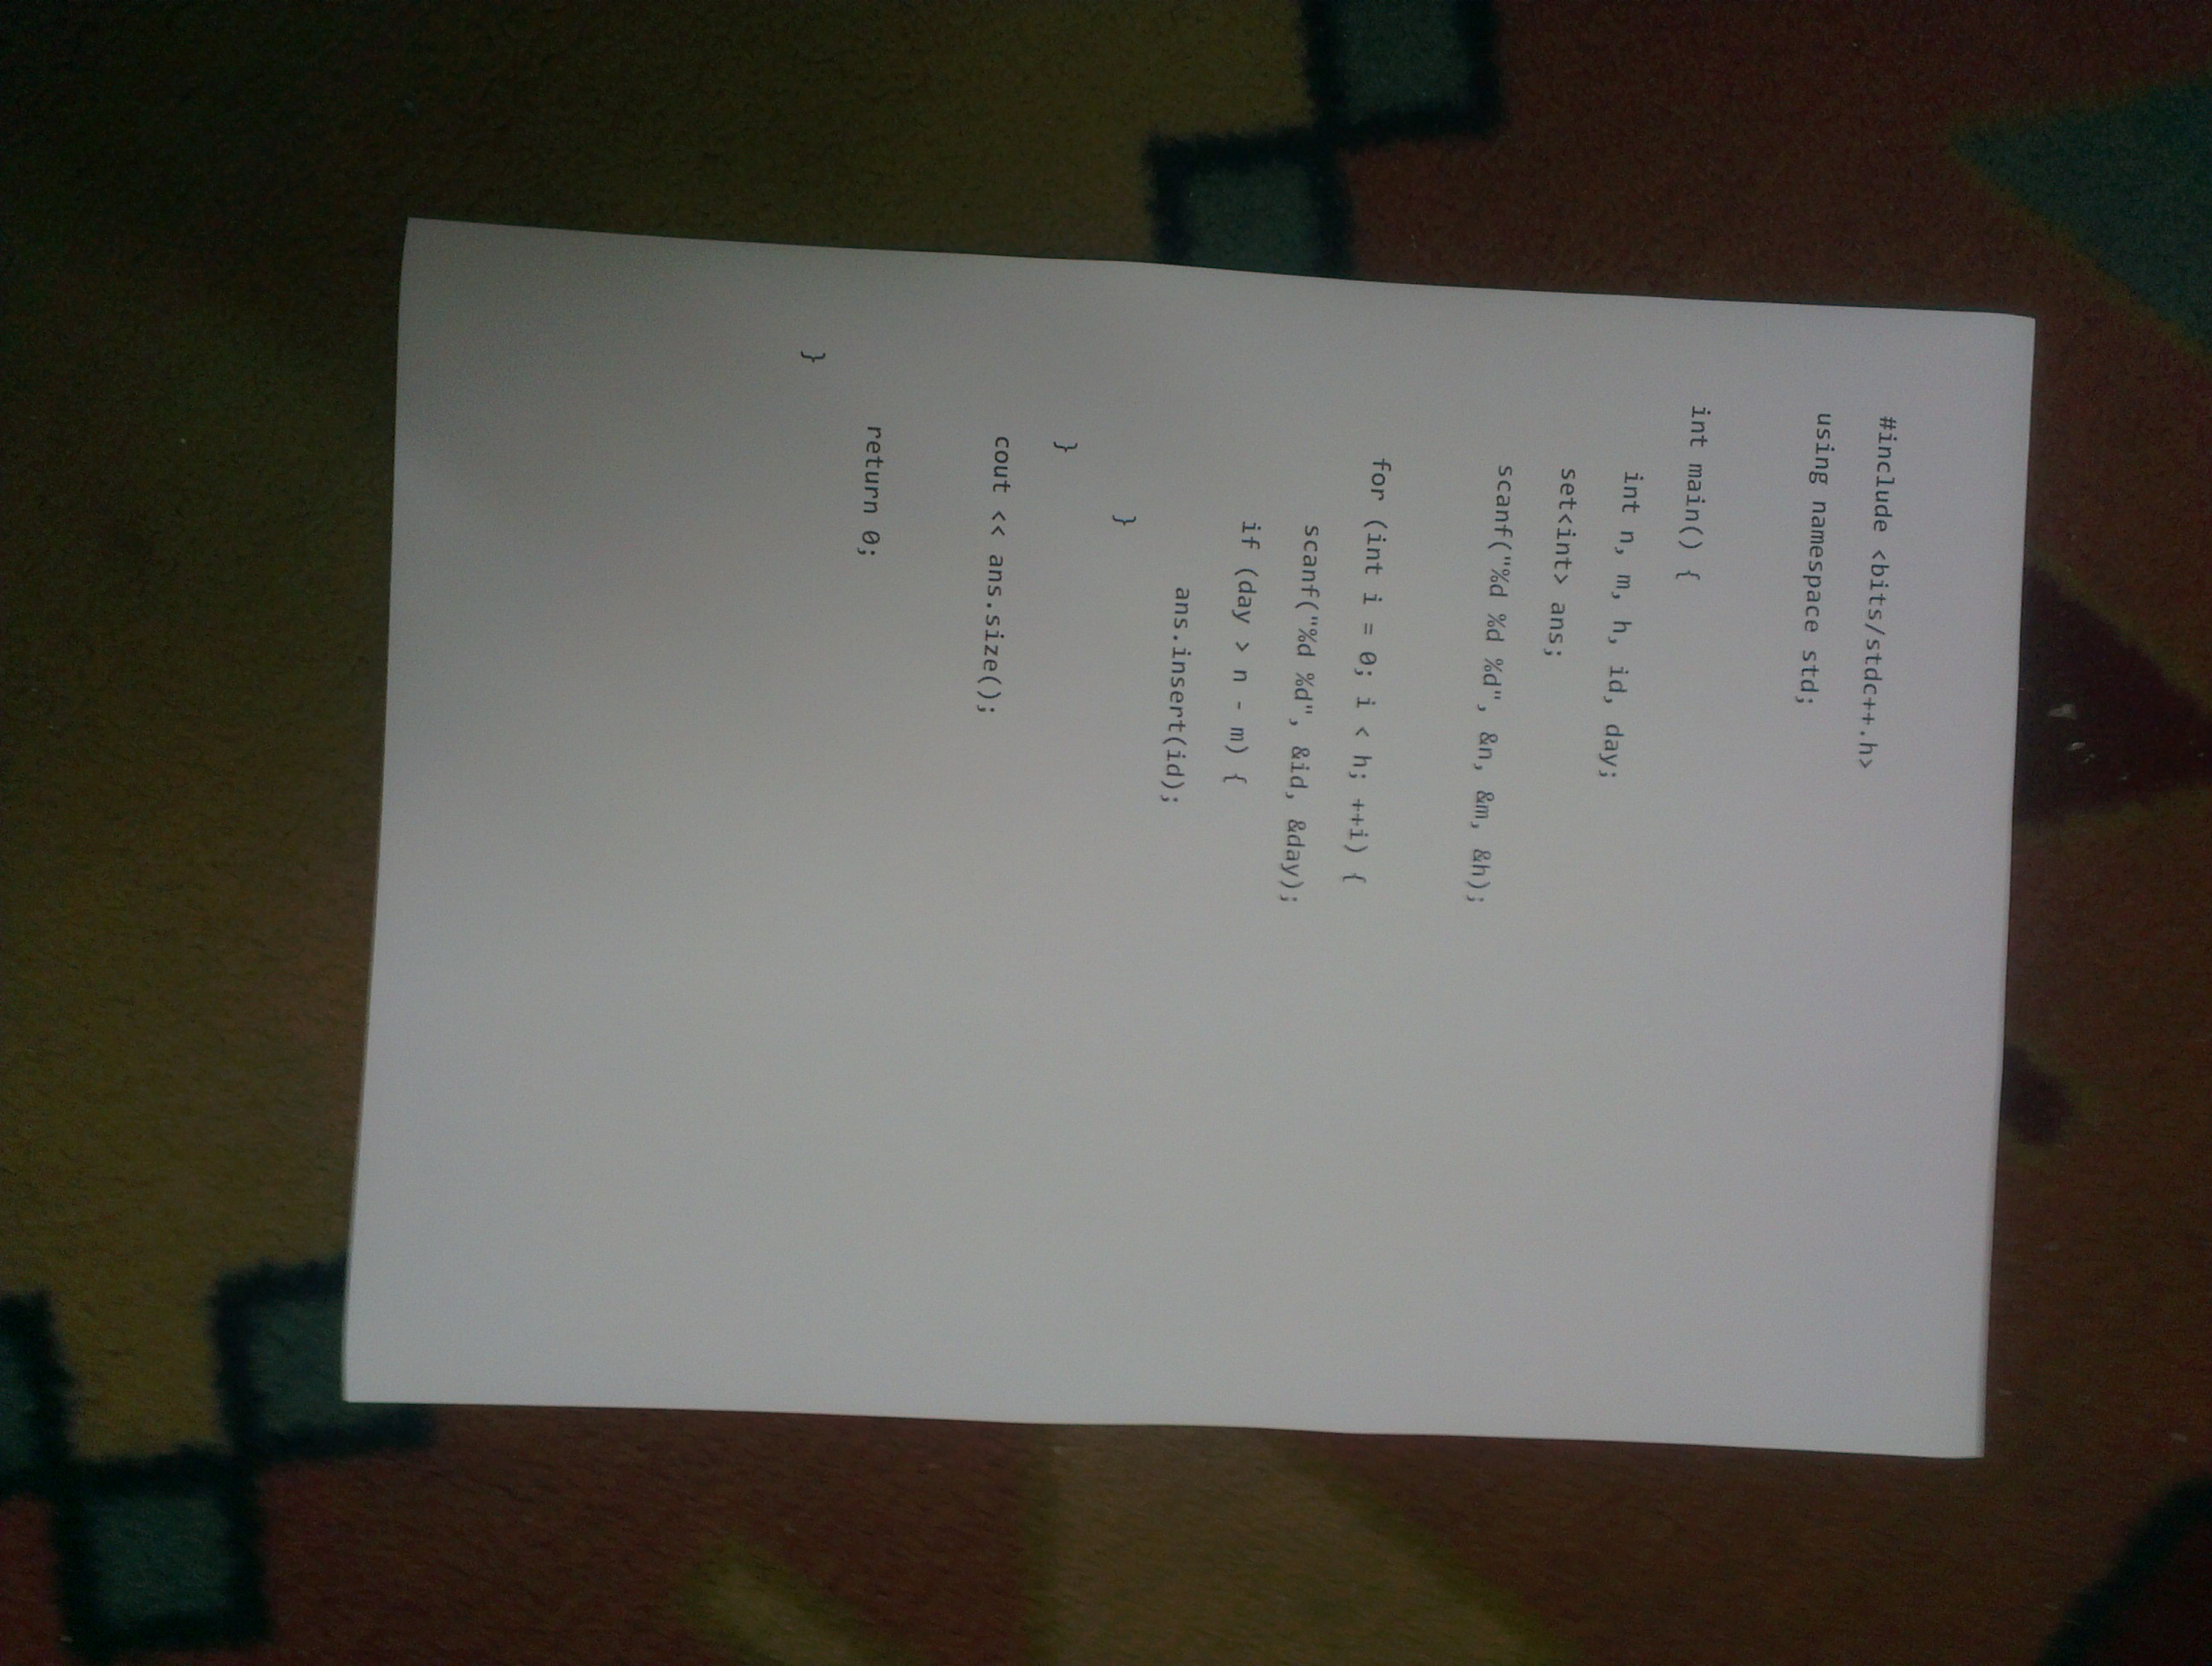 #include <bits/stdc++.h>
using namespace std;
int main() {
int n, m, h, id, day;
set<int> ans;
scanf("%d %d %d", &n, &m, &h);
for (int i = 0; i < h; ++i) {
scanf("%d %d", &id, &day);
if (day > n - m) {
ans.insert(id);
}
}
cout << ans.size();
return 0;
}